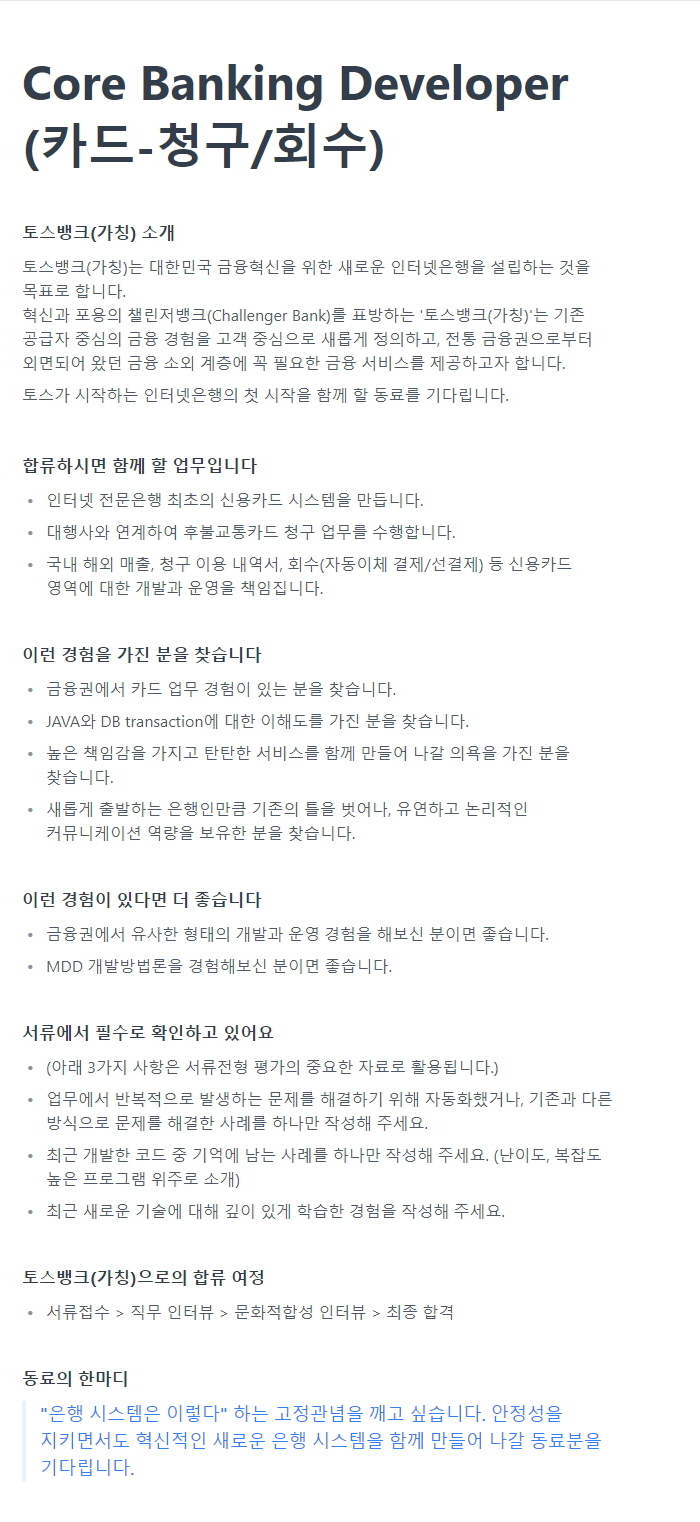 Core Banking Developer
(카드-청구/회수)
토스뱅크(가칭) 소개
토스뱅크(가칭)는 대한민국 금융혁신을 위한 새로운 인터넷은행을 설립하는 것을
목표로 합니다.
혁신과 포용의 챌린저뱅크(Challenger Bank)를 표방하는 '토스뱅크(가칭)'는 기존
공급자 중심의 금융 경험을 고객 중심으로 새롭게 정의하고, 전통 금융권으로부터
외면되어 왔던 금융 소외 계층에 꼭 필요한 금융 서비스를 제공하고자 합니다.
토스가 시작하는 인터넷은행의 첫 시작을 함께 할 동료를 기다립니다.
합류하시면 함께 할 업무입니다
• 인터넷 전문은행 최초의 신용카드 시스템을 만듭니다.
• 대행사와 연계하여 후불교통카드 청구 업무를 수행합니다.
• 국내 해외 매출, 청구 이용 내역서, 회수(자동이체 결제/선결제) 등 신용카드
영역에 대한 개발과 운영을 책임집니다.
이런 경험을 가진 분을 찾습니다
• 금융권에서 카드 업무 경험이 있는 분을 찾습니다.
• JAVA와 DB transaction에 대한 이해도를 가진 분을 찾습니다.
• 높은 책임감을 가지고 탄탄한 서비스를 함께 만들어 나갈 의욕을 가진 분을
찾습니다.
• 새롭게 출발하는 은행인만큼 기존의 틀을 벗어나, 유연하고 논리적인
커뮤니케이션 역량을 보유한 분을 찾습니다.
이런 경험이 있다면 더 좋습니다
• 금융권에서 유사한 형태의 개발과 운영 경험을 해보신 분이면 좋습니다.
• MDD 개발방법론을 경험해보신 분이면 좋습니다.
서류에서 필수로 확인하고 있어요
• (아래 3가지 사항은 서류전형 평가의 중요한 자료로 활용됩니다.)
• 업무에서 반복적으로 발생하는 문제를 해결하기 위해 자동화했거나, 기존과 다른
방식으로 문제를 해결한 사례를 하나만 작성해 주세요.
• 최근 개발한 코드 중 기억에 남는 사례를 하나만 작성해 주세요. (난이도, 복잡도
높은 프로그램 위주로 소개)
• 최근 새로운 기술에 대해 깊이 있게 학습한 경험을 작성해 주세요.
토스뱅크(가칭)으로의 합류 여정
• 서류접수 > 직무 인터뷰 > 문화적합성 인터뷰 > 최종 합격
동료의 한마디
"은행 시스템은 이렇다" 하는 고정관념을 깨고 싶습니다. 안정성을
지키면서도 혁신적인 새로운 은행 시스템을 함께 만들어 나갈 동료분을
기다립니다.